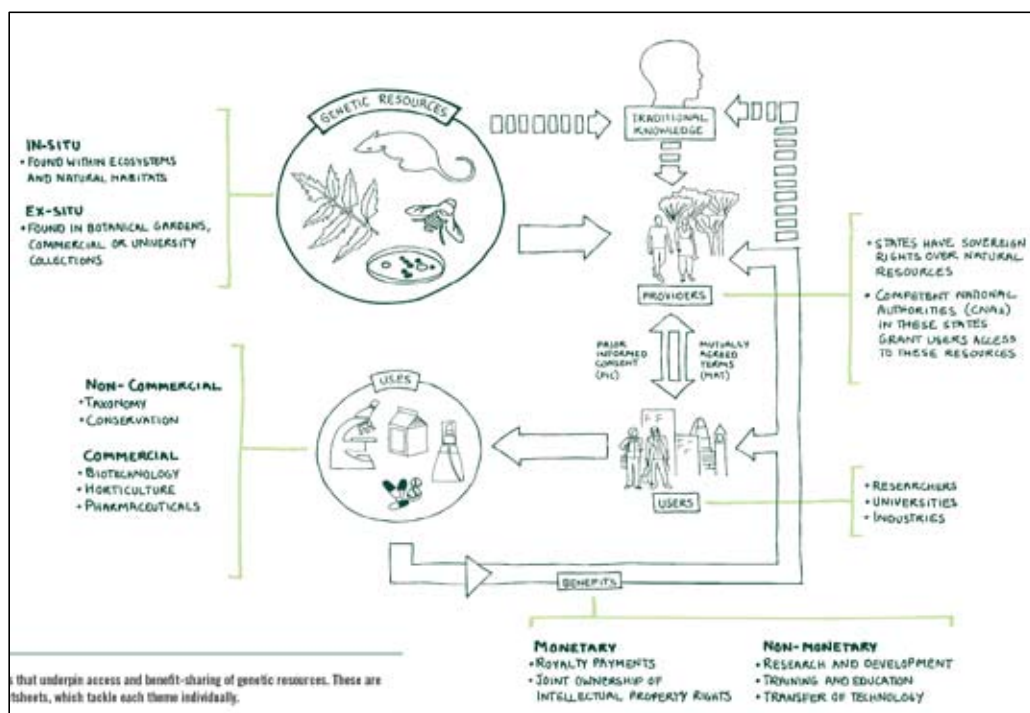 GENETIC RESOURCES
TRADITIONAL
KNOWLEDGE
IN-SITU
• FOUND WITHIN ECOSYSTEMS
AND NATURAL HABITATS
EX-SITU
• FOUND IN BOTANICAL GARDENS,
COMMERCIAL OR UNIVERSITY
COLLECTIONS
PROVIDERS
• STATES HAVE SOVEREIGN
RIGHTS OVER NATURAL
RESOURCES
• COMPETENT NATIONAL
AUTHORITIES (CNAs)
IN THESE STATES
GRANT USERS ACCESS
TO THESE RESOURCES
PRIOR
INFORMED
CONSENT
(PIC)
MUTUALLY
AGREED
TERMS
(MAT)
USES
NON-COMMERCIAL
• TAXONOMY
• CONSERVATION
COMMERCIAL
• BIOTECHNOLOGY
• HORTICULTURE
• PHARMACEUTICALS
USERS
• RESEARCHERS
• UNIVERSITIES
• INDUSTRIES
BENEFITS
MONETARY
• ROYALTY PAYMENTS
• JOINT OWNERSHIP OF
INTELLECTUAL PROPERTY RIGHTS
NON-MONETARY
• RESEARCH AND DEVELOPMENT
• TRAINING AND EDUCATION
• TRANSFER OF TECHNOLOGY
s that underpin access and benefit-sharing of genetic resources. These are
tsheets, which tackle each theme individually.